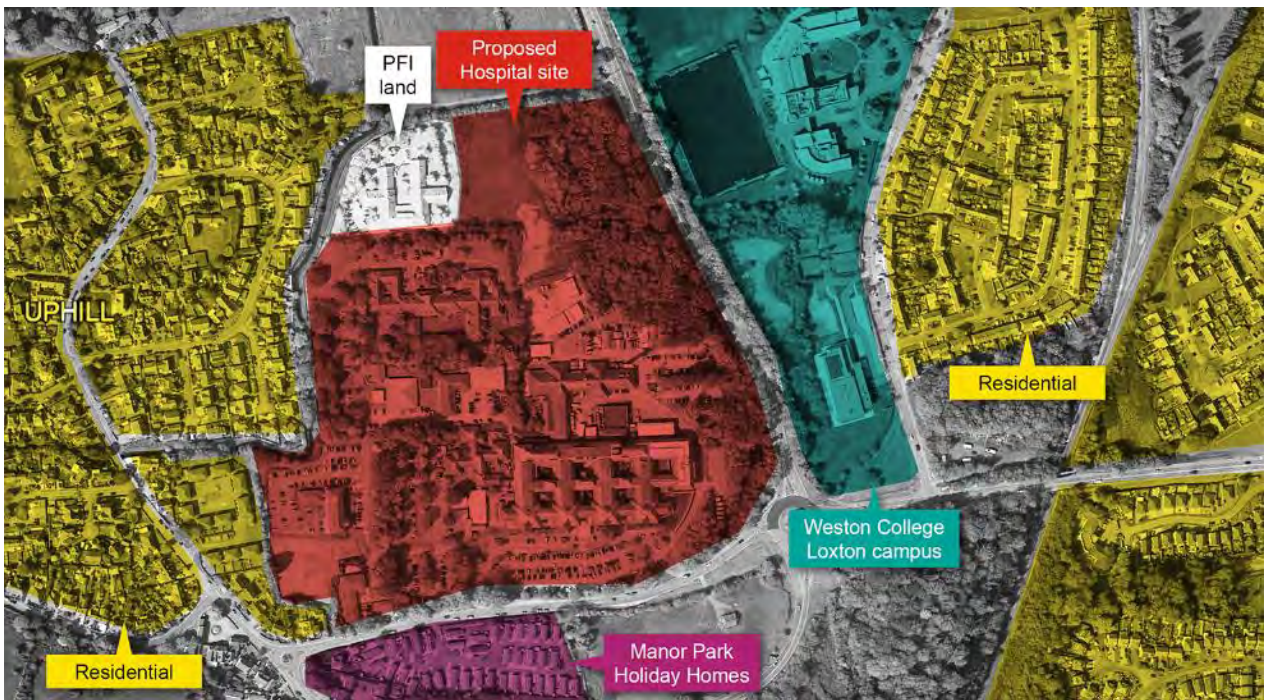 PFI
land
Proposed
Hospital site
UPHILL
Residential
Weston College
Loxton campus
Residential
Manor Park
Holiday Homes